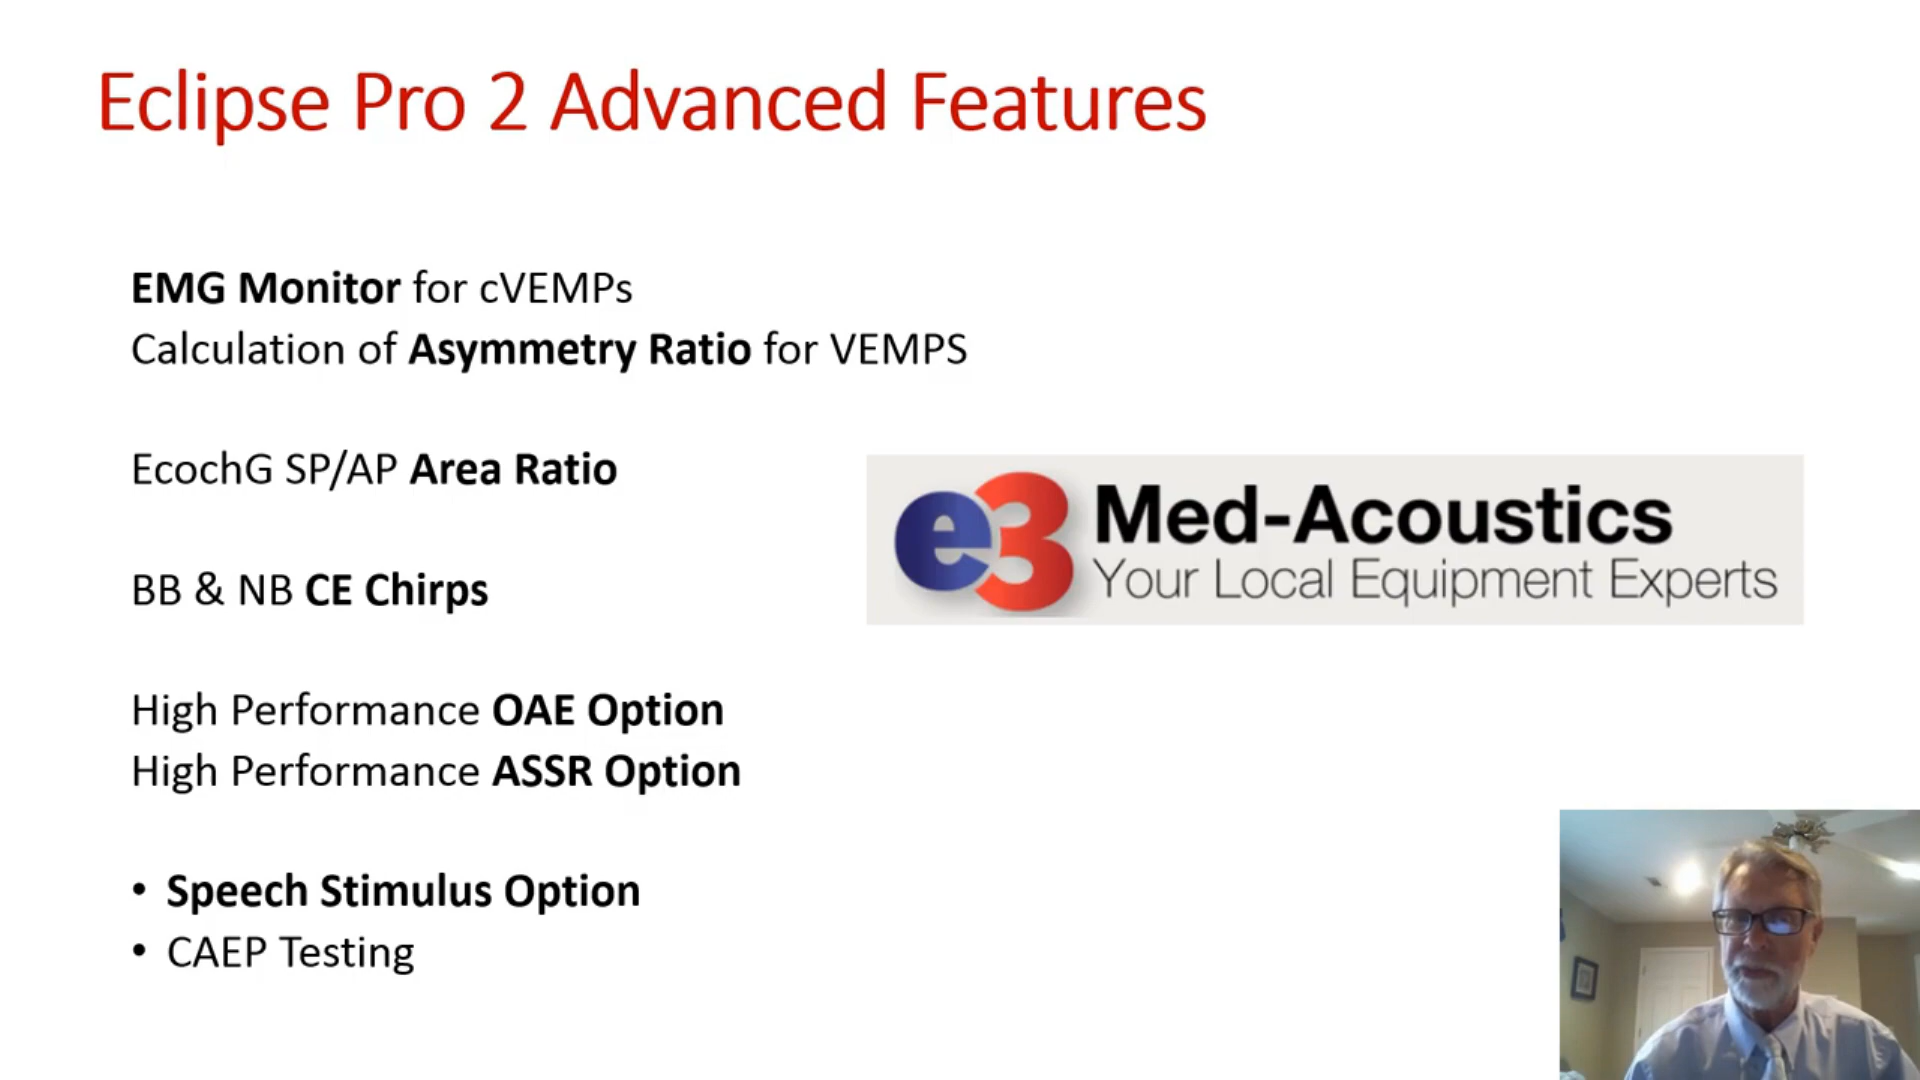 Eclipse Pro 2 Advanced Features
EMG Monitor for cVEMPs
Calculation of Asymmetry Ratio for VEMPS
EcochG SP/AP Area Ratio
BB & NB CE Chirps
High Performance OAE Option
High Performance ASSR Option
• Speech Stimulus Option
• CAEP Testing
e3 Med-Acoustics
Your Local Equipment Experts